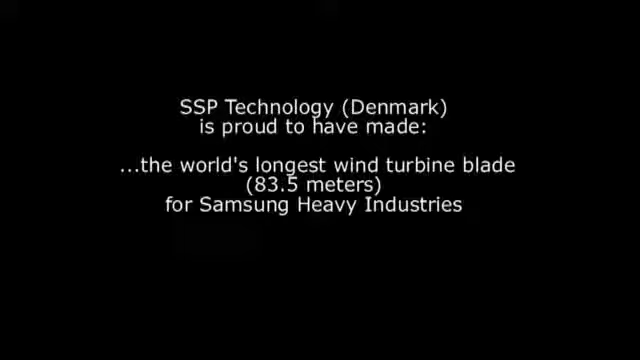 SSP Technology (Denmark)
is proud to have made:
...the world's longest wind turbine blade
(83.5 meters)
for Samsung Heavy Industries